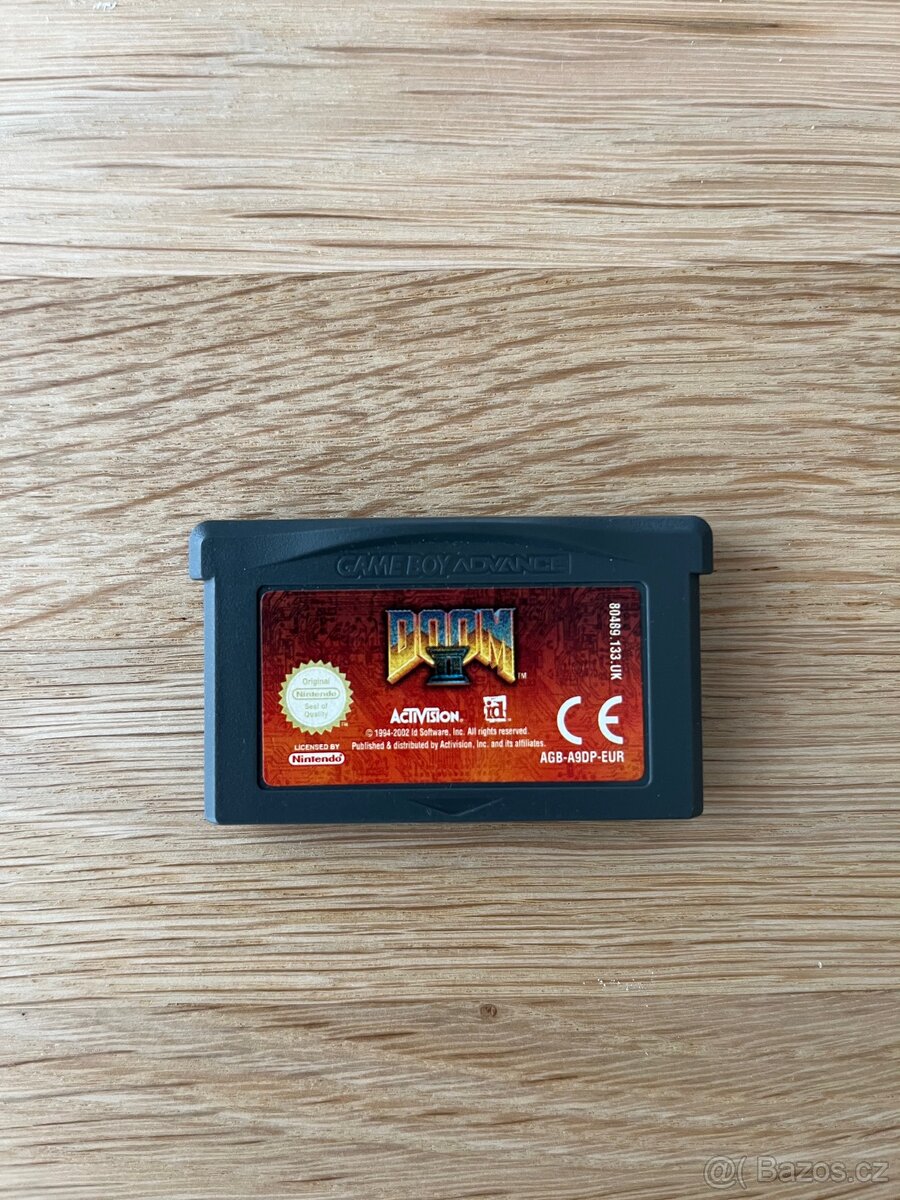 GAME BOY ADVANCE
DOOM
II
TM
80489.133.UK
Original
Nintendo
Seal of
Quality
TM
ACTIVISION.
id
© 1994-2002 Id Software, Inc. All rights reserved.
Published & distributed by Activision, Inc. and its affiliates.
LICENSED BY
Nintendo
CE
AGB-A9DP-EUR
@( Bazos.cz